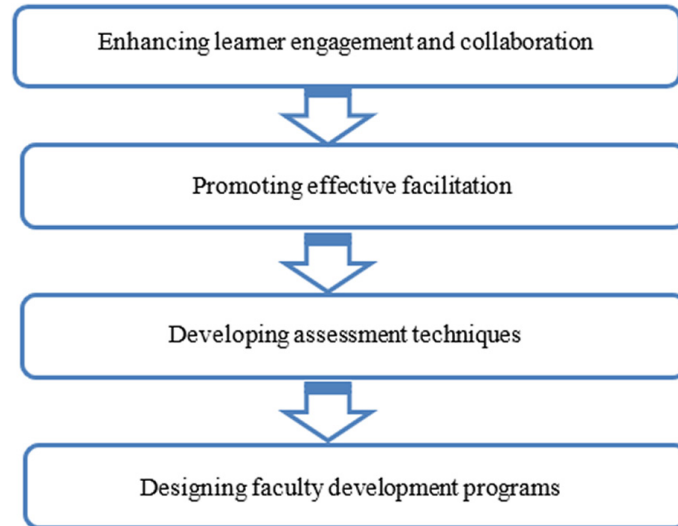 Enhancing learner engagement and collaboration
Promoting effective facilitation
Developing assessment techniques
Designing faculty development programs